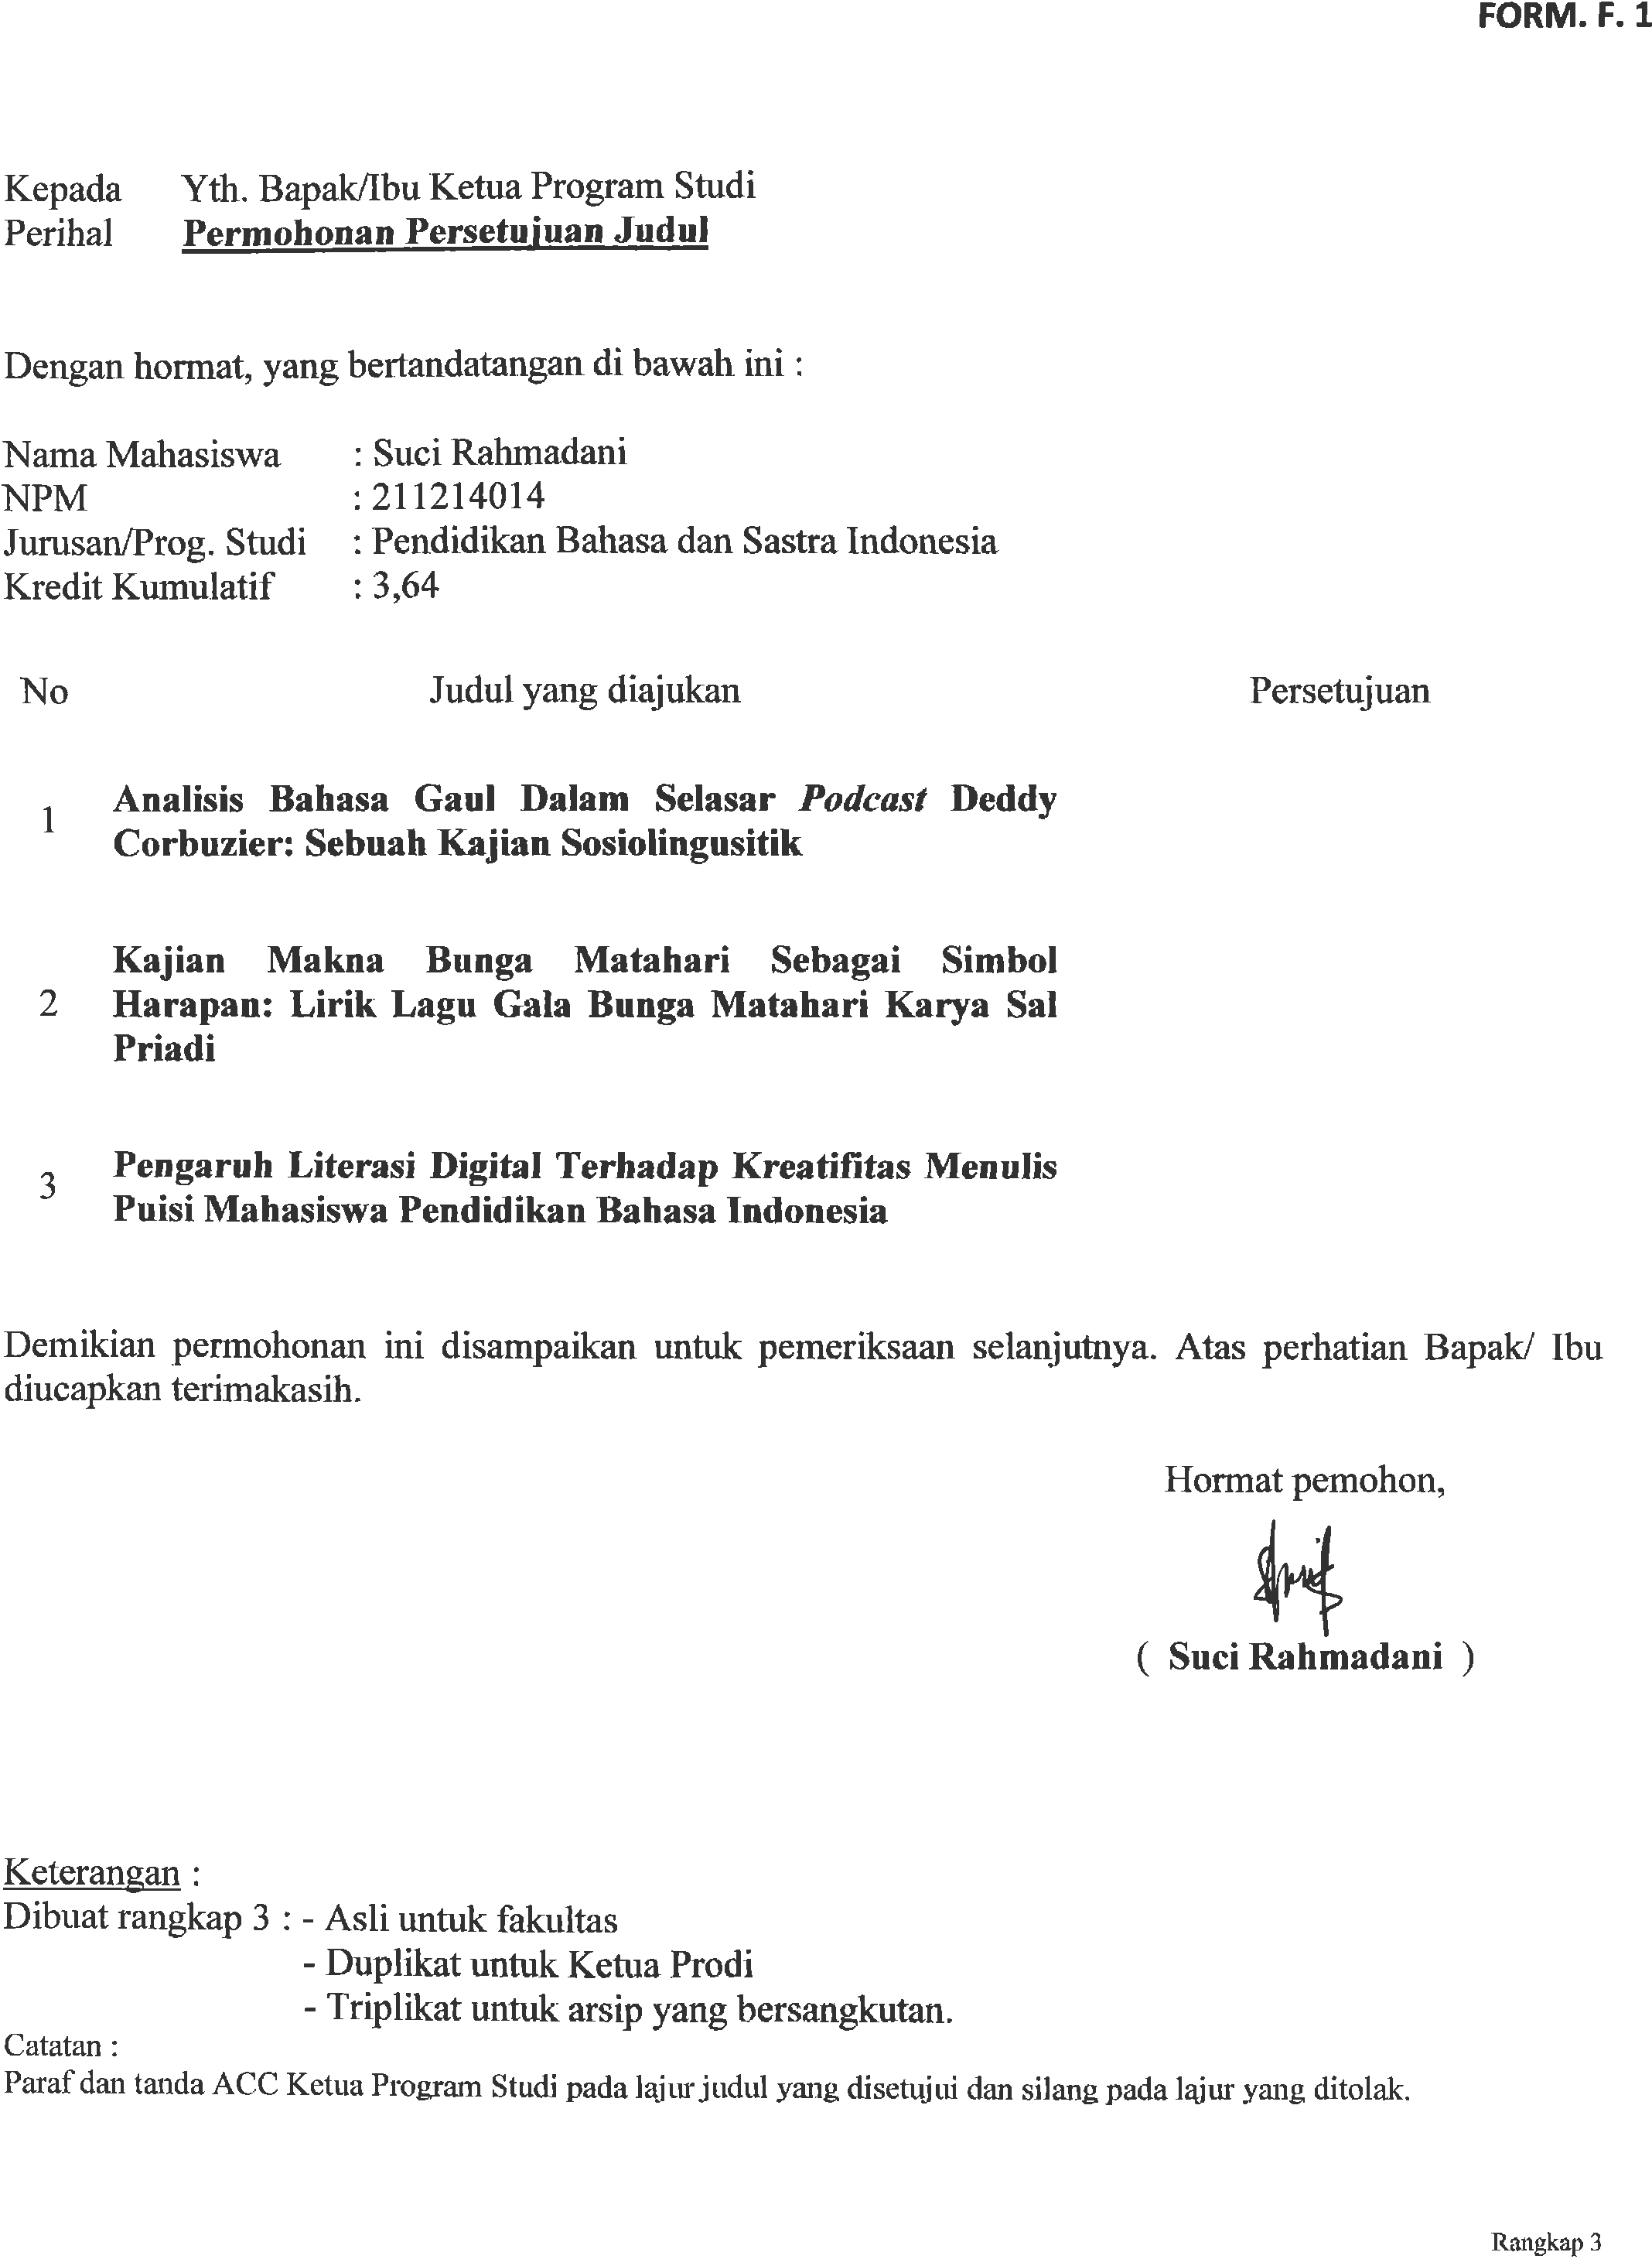 FORM. F. 1
Kepada Yth. Bapak/Ibu Ketua Program Studi
Perihal Permohonan Persetujuan Judul
Dengan hormat, yang bertandatangan di bawah ini :
Nama Mahasiswa : Suci Rahmadani
NPM : 211214014
Jurusan/Prog. Studi : Pendidikan Bahasa dan Sastra Indonesia
Kredit Kumulatif : 3,64
No Judul yang diajukan Persetujuan
1 Analisis Bahasa Gaul Dalam Selasar Podcast Deddy
Corbuzier: Sebuah Kajian Sosiolingusitik
Kajian Makna Bunga Matahari Sebagai Simbol
2 Harapan: Lirik Lagu Gala Bunga Matahari Karya Sal
Priadi
3 Pengaruh Literasi Digital Terhadap Kreatifitas Menulis
Puisi Mahasiswa Pendidikan Bahasa Indonesia
Demikian permohonan ini disampaikan untuk pemeriksaan selanjutnya. Atas perhatian Bapak/ Ibu
diucapkan terimakasih.
Hormat pemohon,
( Suci Rahmadani )
Keterangan :
Dibuat rangkap 3 : - Asli untuk fakultas
- Duplikat untuk Ketua Prodi
- Triplikat untuk arsip yang bersangkutan.
Catatan :
Paraf dan tanda ACC Ketua Program Studi pada lajur judul yang disetujui dan silang pada lajur yang ditolak.
Rangkap 3